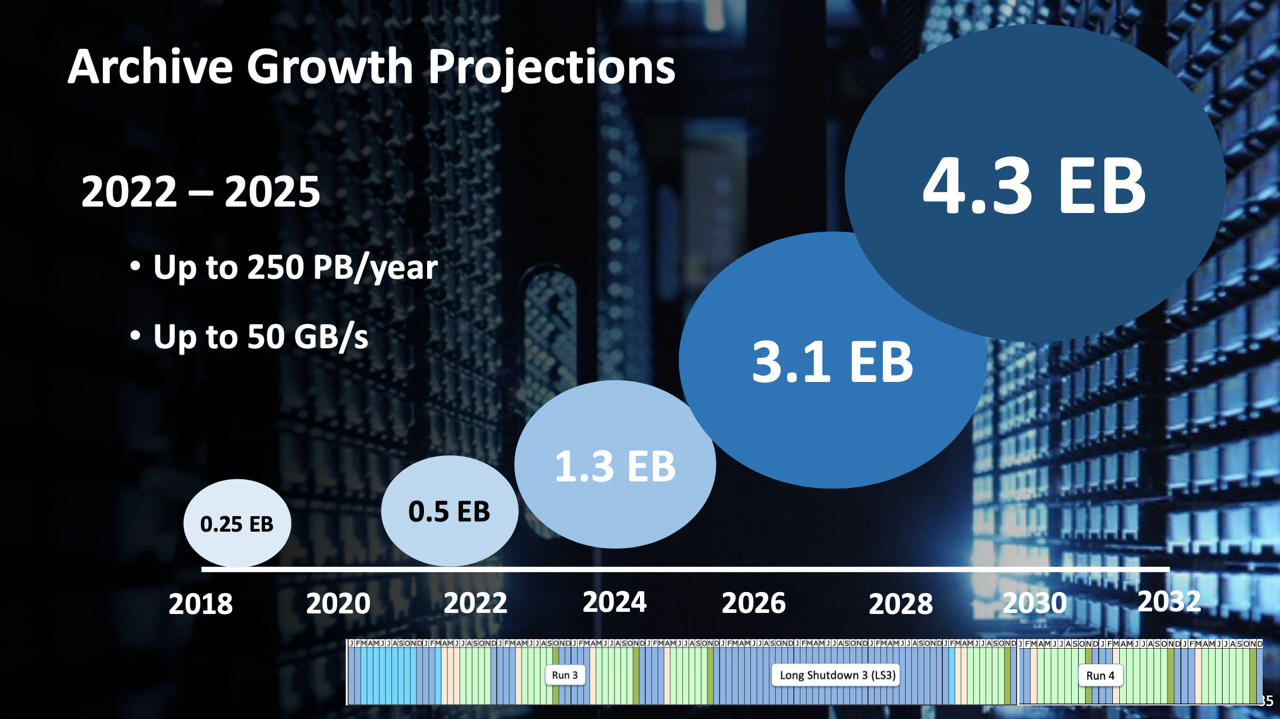 Archive Growth Projections
2022 – 2025
• Up to 250 PB/year
• Up to 50 GB/s
4.3 EB
3.1 EB
1.3 EB
0.5 EB
0.25 EB
2018 2020 2022 2024 2026 2028 2030 2032
Run 3
Long Shutdown 3 (LS3)
Run 4
35